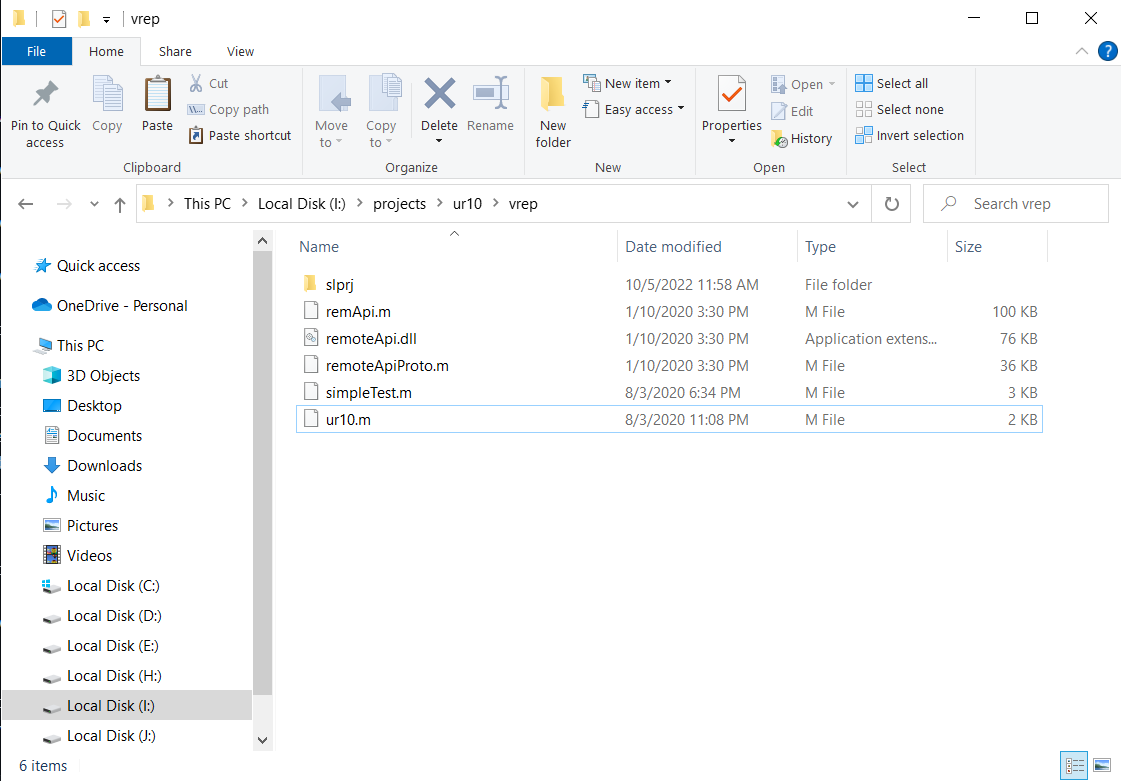 vrep
File Home Share View
Pin to Quick access
Copy
Paste
Cut
Copy path
Paste shortcut
Clipboard
Move to
Copy to
Delete
Rename
Organize
New folder
New item
Easy access
New
Properties
Open
Edit
History
Open
Select all
Select none
Invert selection
Select
This PC > Local Disk (I:) > projects > ur10 > vrep
Search vrep
Quick access
OneDrive - Personal
This PC
3D Objects
Desktop
Documents
Downloads
Music
Pictures
Videos
Local Disk (C:)
Local Disk (D:)
Local Disk (E:)
Local Disk (H:)
Local Disk (I:)
Local Disk (J:)
Name Date modified Type Size
slprj 10/5/2022 11:58 AM File folder
remApi.m 1/10/2020 3:30 PM M File 100 KB
remoteApi.dll 1/10/2020 3:30 PM Application extens... 76 KB
remoteApiProto.m 1/10/2020 3:30 PM M File 36 KB
simpleTest.m 8/3/2020 6:34 PM M File 3 KB
ur10.m 8/3/2020 11:08 PM M File 2 KB
6 items